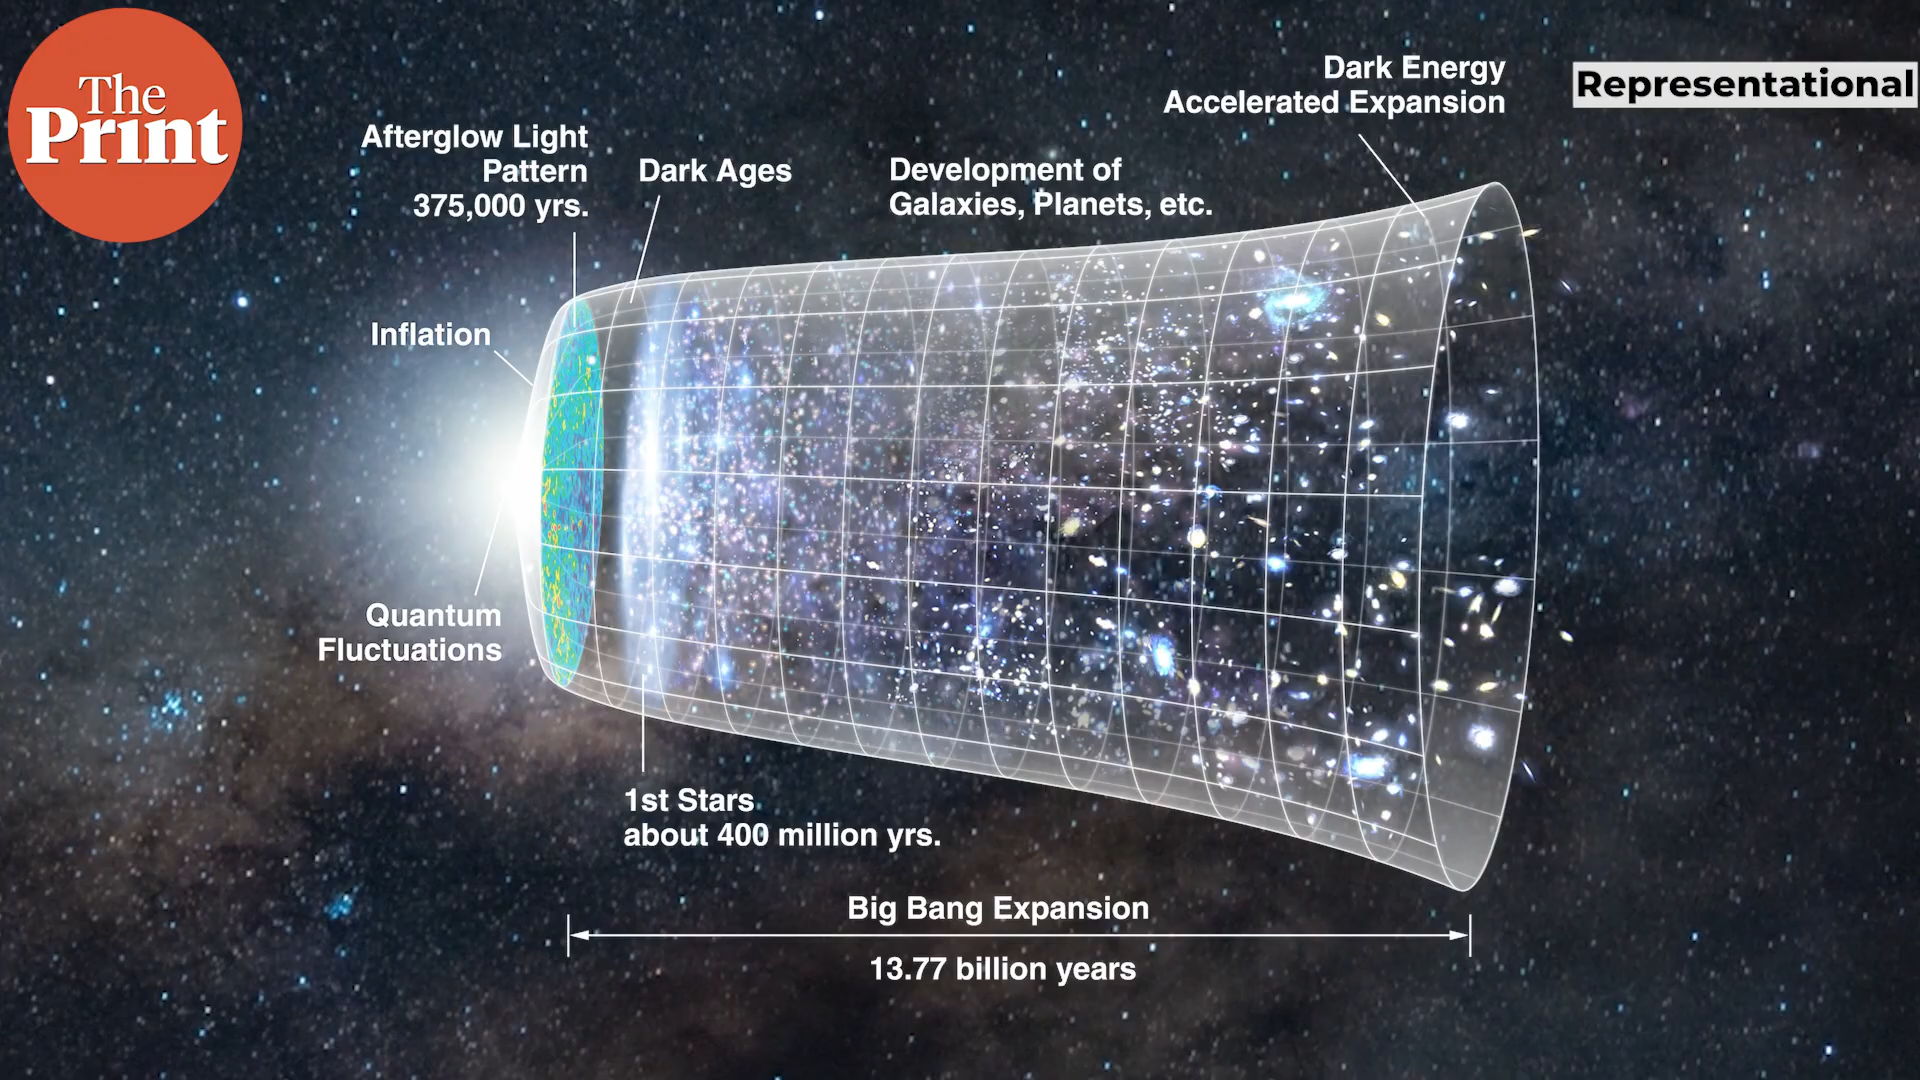 The
Print
Representational
Dark Energy
Accelerated Expansion
Afterglow Light
Pattern
375,000 yrs.
Dark Ages
Development of
Galaxies, Planets, etc.
Inflation
Quantum
Fluctuations
1st Stars
about 400 million yrs.
Big Bang Expansion
13.77 billion years